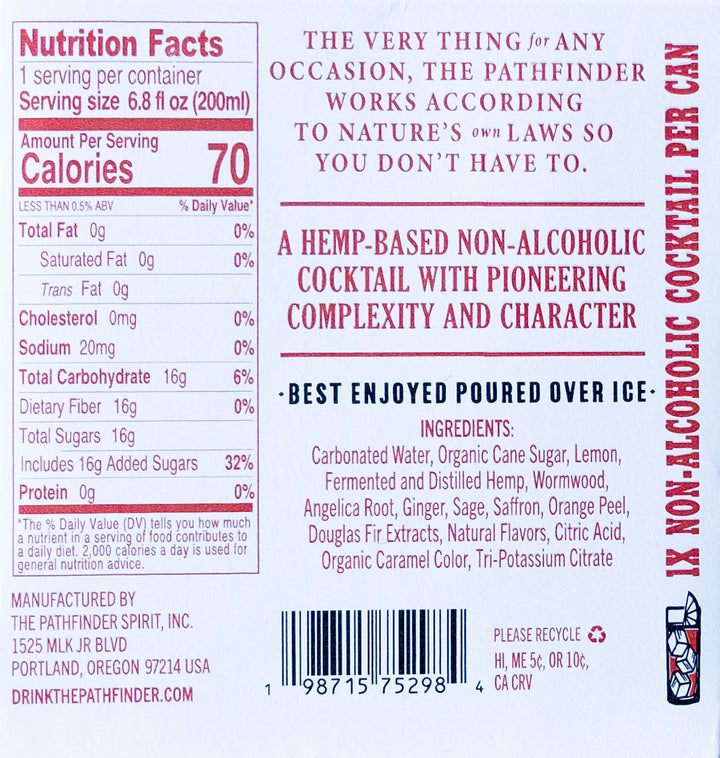 Nutrition Facts
1 serving per container
Serving size 6.8 fl oz (200ml)
Amount Per Serving
Calories 70
LESS THAN 0.5% ABV % Daily Value*
Total Fat 0g 0%
Saturated Fat 0g 0%
Trans Fat 0g
Cholesterol 0mg 0%
Sodium 20mg 0%
Total Carbohydrate 16g 6%
Dietary Fiber 16g 0%
Total Sugars 16g
Includes 16g Added Sugars 32%
Protein 0g 0%
*The % Daily Value (DV) tells you how much
a nutrient in a serving of food contributes to
a daily diet. 2,000 calories a day is used for
general nutrition advice.
MANUFACTURED BY
THE PATHFINDER SPIRIT, INC.
1525 MLK JR BLVD
PORTLAND, OREGON 97214 USA
DRINKTHEPATHFINDER.COM
THE VERY THING for ANY
OCCASION, THE PATHFINDER
WORKS ACCORDING
TO NATURE'S own LAWS SO
YOU DON'T HAVE TO.
A HEMP-BASED NON-ALCOHOLIC
COCKTAIL WITH PIONEERING
COMPLEXITY AND CHARACTER
·BEST ENJOYED POURED OVER ICE·
INGREDIENTS:
Carbonated Water, Organic Cane Sugar, Lemon,
Fermented and Distilled Hemp, Wormwood,
Angelica Root, Ginger, Sage, Saffron, Orange Peel,
Douglas Fir Extracts, Natural Flavors, Citric Acid,
Organic Caramel Color, Tri-Potassium Citrate
1 98715 75298 4
PLEASE RECYCLE
HI, ME 5¢, OR 10¢,
CA CRV
1X NON-ALCOHOLIC COCKTAIL PER CAN